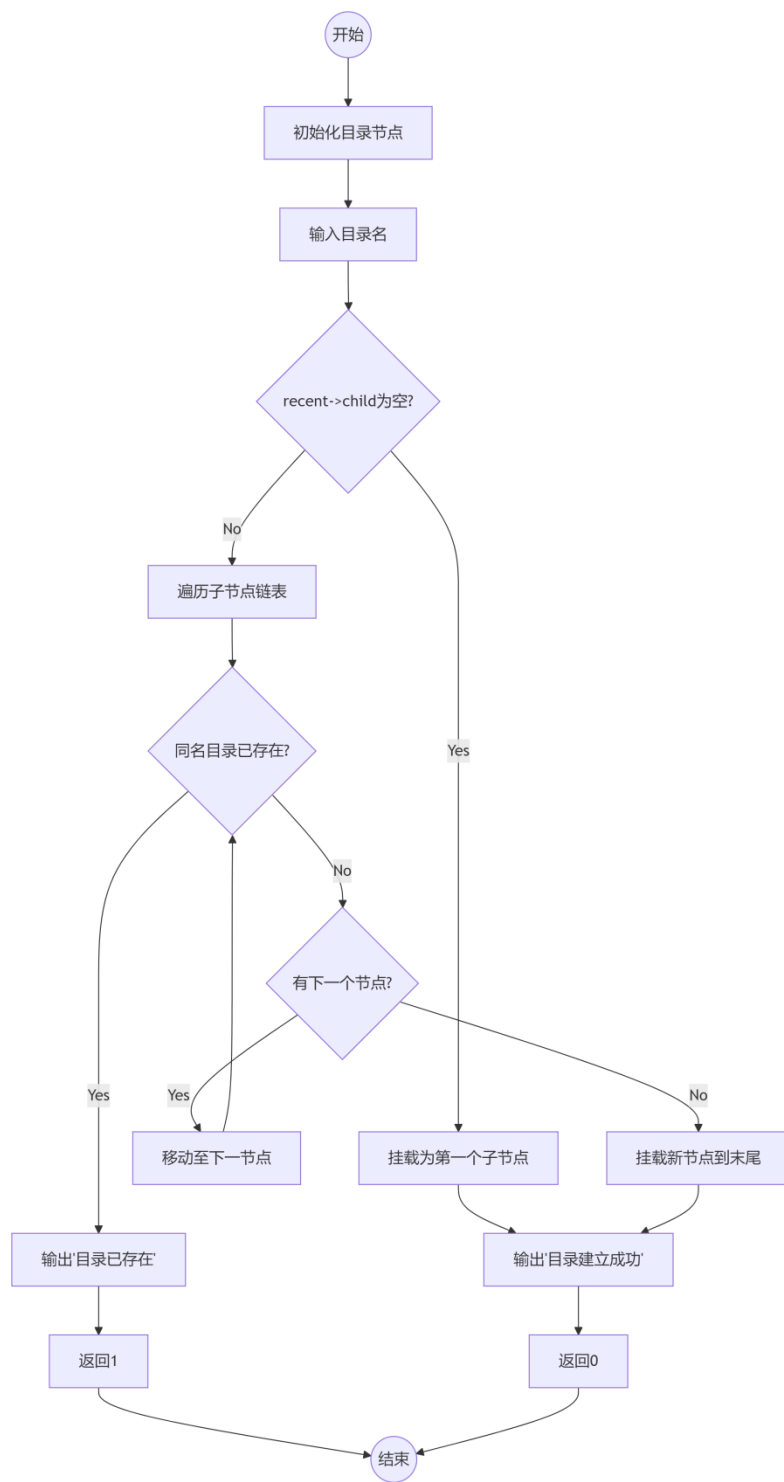 开始
初始化目录节点
输入目录名
recent->child为空?
No
遍历子节点链表
同名目录已存在?
Yes
No
有下一个节点?
Yes
Yes
No
移动至下一节点
挂载为第一个子节点
挂载新节点到末尾
输出'目录已存在'
输出'目录建立成功'
返回1
返回0
结束